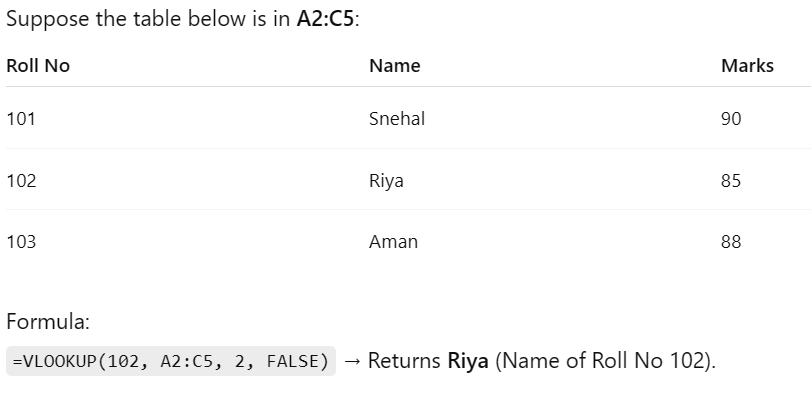 Suppose the table below is in A2:C5:
Roll No Name Marks
101 Snehal 90
102 Riya 85
103 Aman 88
Formula:
=VLOOKUP(102, A2:C5, 2, FALSE) → Returns Riya (Name of Roll No 102).